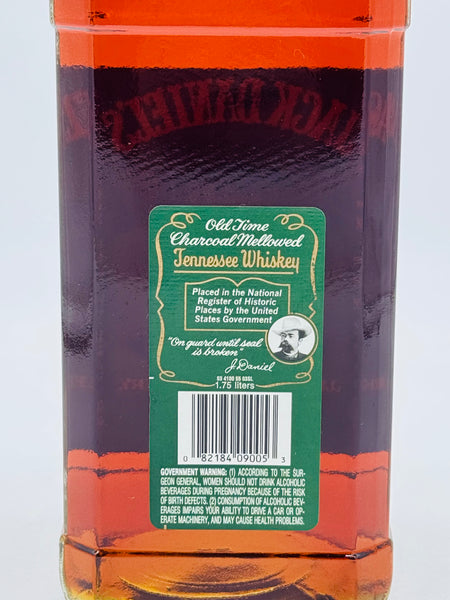 JACK DANIEL'S
Old Time
Charcoal Mellowed
Tennessee Whiskey
Placed in the National
Register of Historic
Places by the United
States Government
"On guard until seal
is broken"
J. Daniel
1.75 liters
0 82184 09005 3
GOVERNMENT WARNING: (1) ACCORDING TO THE SUR-
GEON GENERAL, WOMEN SHOULD NOT DRINK ALCOHOLIC
BEVERAGES DURING PREGNANCY BECAUSE OF THE RISK
OF BIRTH DEFECTS. (2) CONSUMPTION OF ALCOHOLIC BEV-
ERAGES IMPAIRS YOUR ABILITY TO DRIVE A CAR OR OP-
ERATE MACHINERY, AND MAY CAUSE HEALTH PROBLEMS.